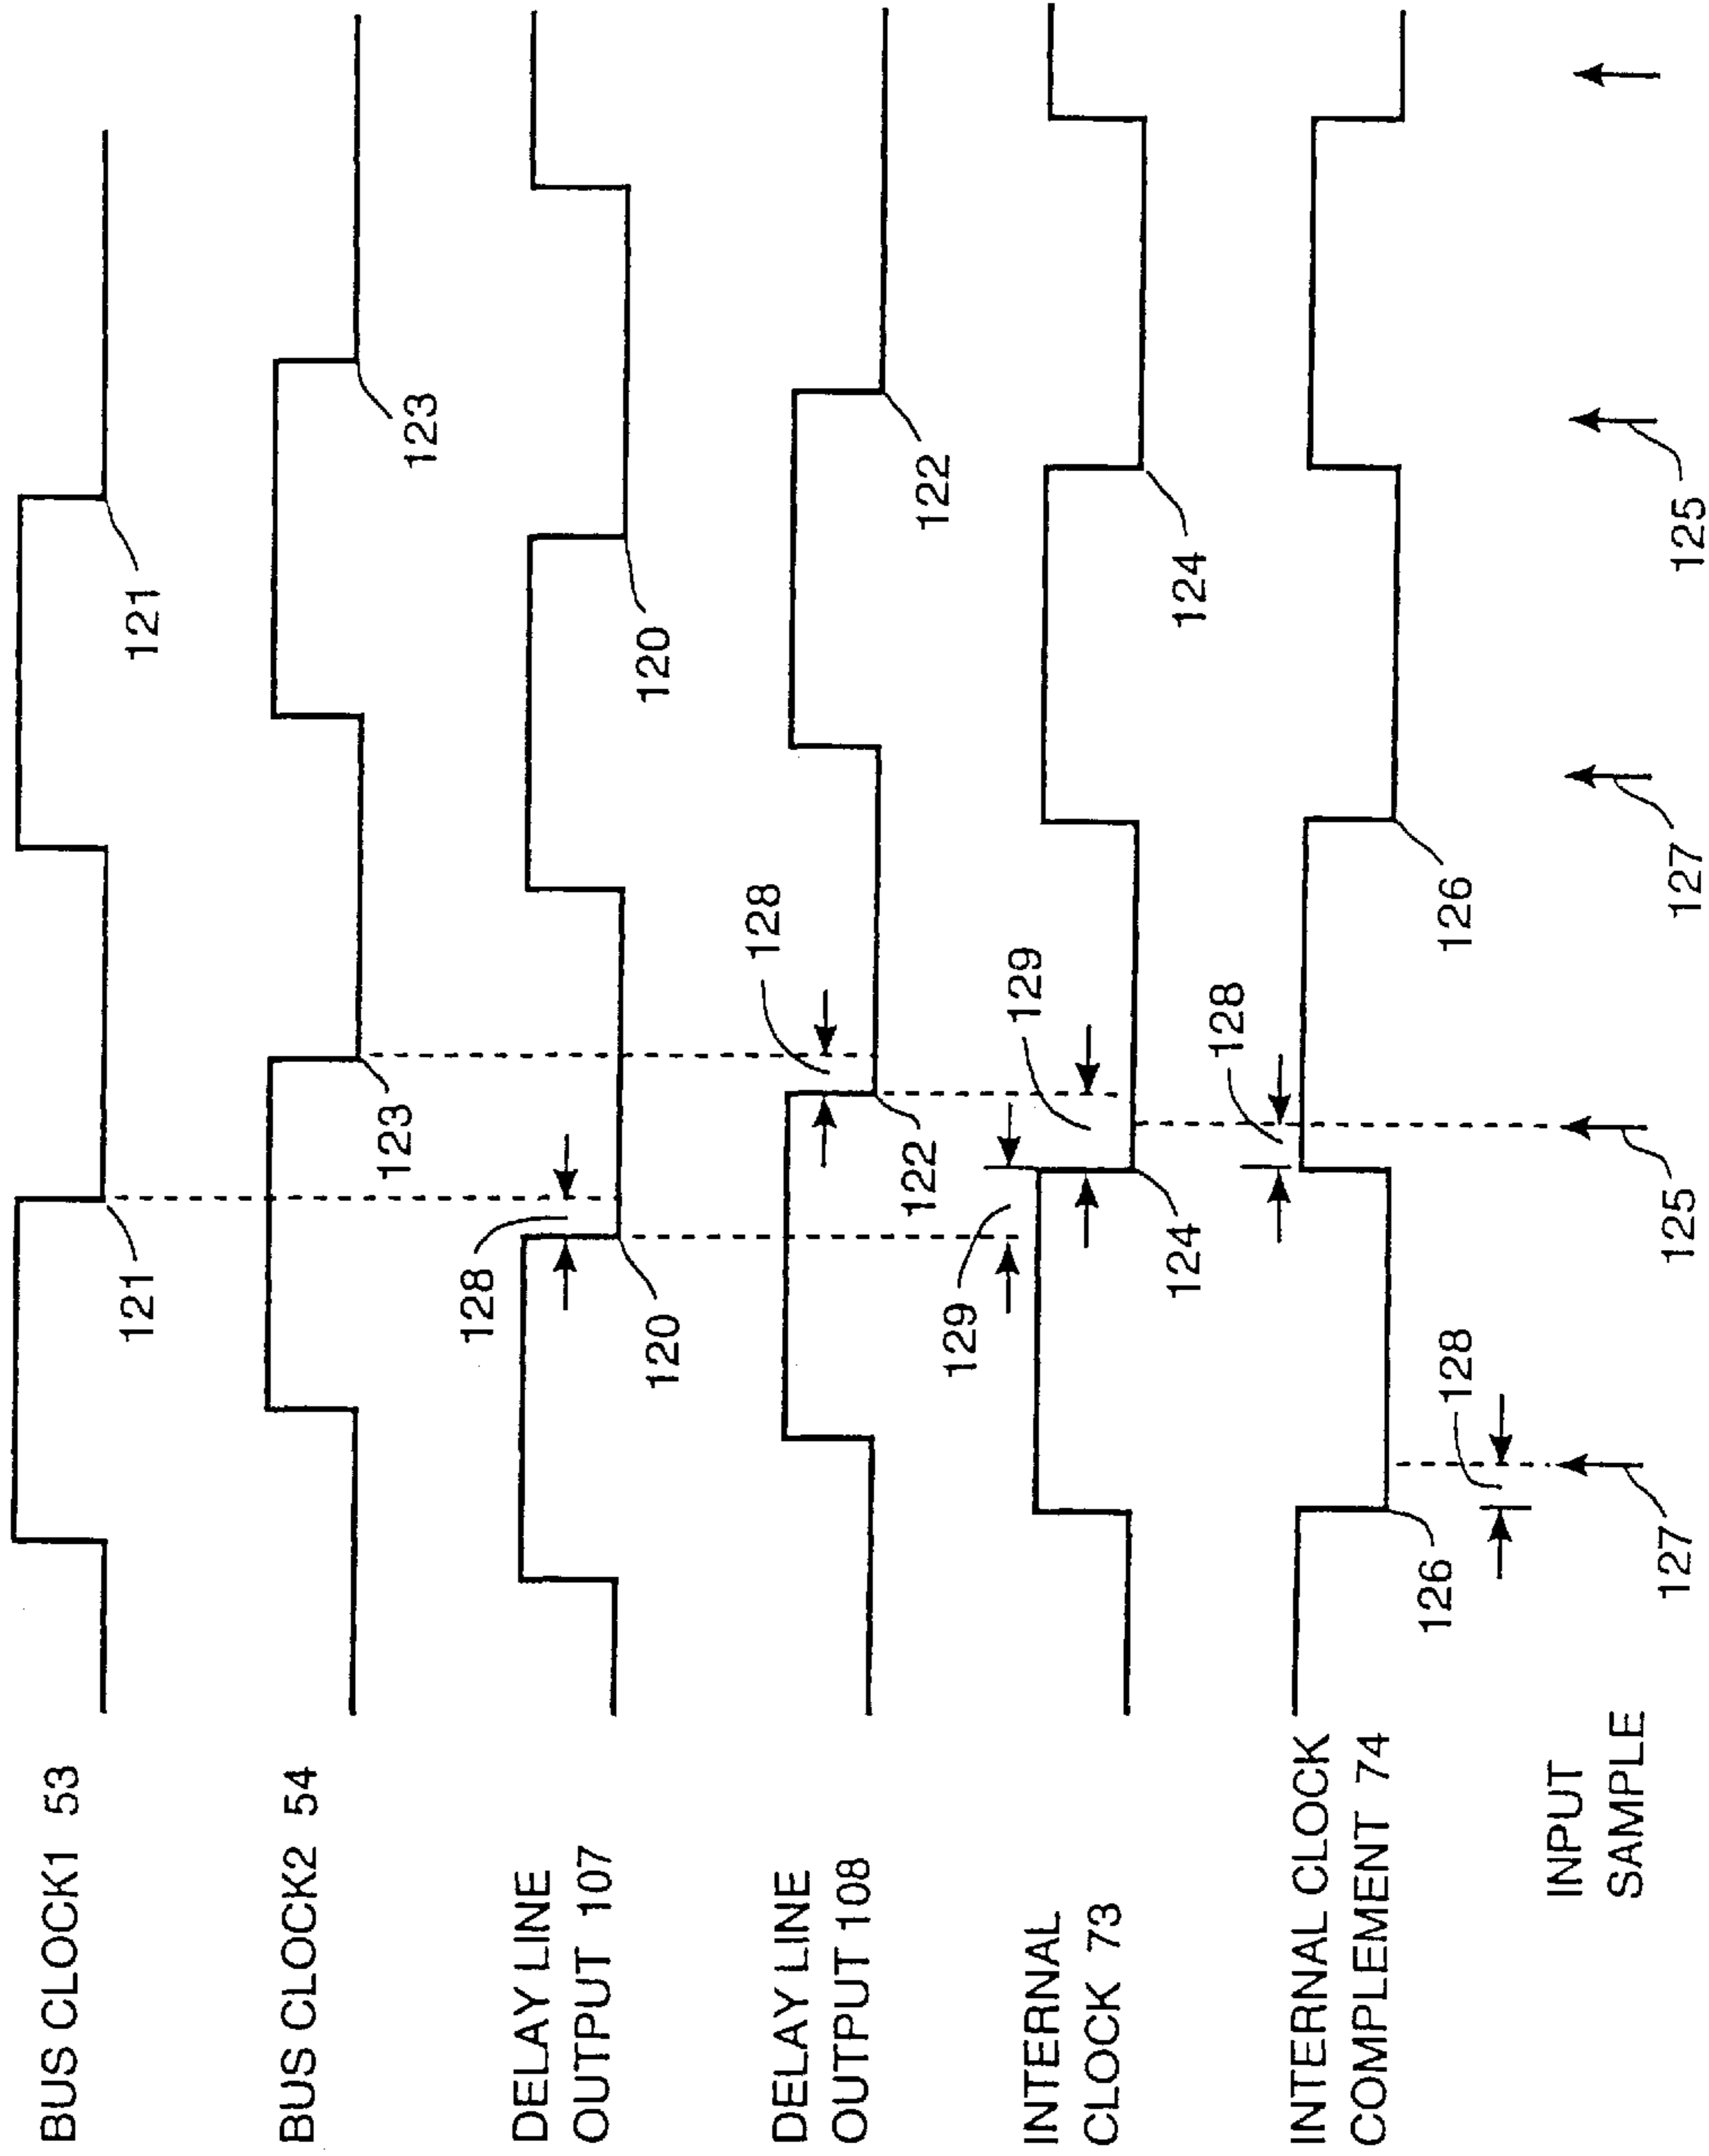 BUS CLOCK1 53
121
121
BUS CLOCK2 54
123
123
DELAY LINE
OUTPUT 107
128
120
120
DELAY LINE
OUTPUT 108
128
122
122
INTERNAL
CLOCK 73
129
129
124
124
INTERNAL CLOCK
COMPLEMENT 74
128
126
126
128
INPUT
SAMPLE
127
125
127
125